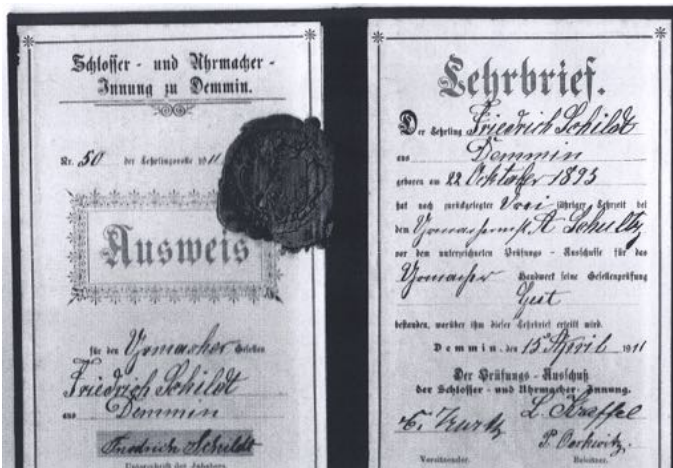 Schlosser - und Uhrmacher -
Innung zu Demmin.
Nr. 50 der Lehrlingsrolle 1911
Ausweis
für den Urmacher Gesellen
Friedrich Schildt
aus Demmin
Friedrich Schildt
Unterschrift des Inhabers.
Lehrbrief.
Der Lehrling Friedrich Schildt
aus Demmin
geboren am 22 Oktober 1893
hat nach zurückgelegter Drei jähriger Lehrzeit bei
dem A Schultz
vor dem unterzeichneten Prüfungs - Ausschusse für das
Urmacher Handwerk seine Gesellenprüfung
Gut
bestanden, worüber ihm dieser Lehrbrief erteilt wird.
Demmin, den 15 April 1911
Der Prüfungs - Ausschuß
der Schlosser - und Uhrmacher - Innung.
Vorsitzender. Beisitzer.